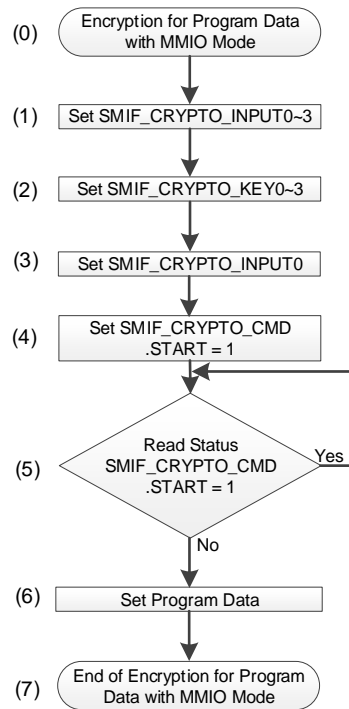 (0)
Encryption for Program Data
with MMIO Mode
(1)
Set SMIF_CRYPTO_INPUT0~3
(2)
Set SMIF_CRYPTO_KEY0~3
(3)
Set SMIF_CRYPTO_INPUT0
(4)
Set SMIF_CRYPTO_CMD
.START = 1
(5)
Read Status
SMIF_CRYPTO_CMD
.START = 1
Yes
No
(6)
Set Program Data
(7)
End of Encryption for Program
Data with MMIO Mode